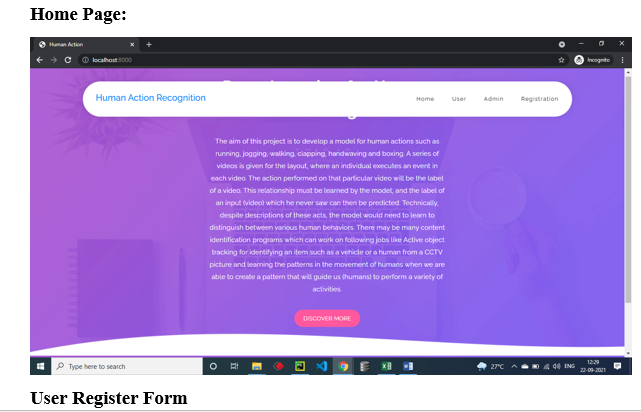 Home Page:
Human Action
localhost:8000
Incognito
Human Action Recognition
Home User Admin Registration
The aim of this project is to develop a model for human actions such as
running, jogging, walking, clapping, handwaving and boxing. A series of
videos is given for the layout, where an individual executes an event in
each video. The action performed on that particular video will be the label
of a video. This relationship must be learned by the model, and the label of
an input (video) which he never saw can then be predicted. Technically,
despite descriptions of these acts, the model would need to learn to
distinguish between various human behaviors. There may be many content
identification programs which can work on following jobs like Active object
tracking for identifying an item such as a vehicle or a human from a CCTV
picture and learning the patterns in the movement of humans when we are
able to create a pattern that will guide us (humans) to perform a variety of
activities.
DISCOVER MORE
Type here to search
27°C
ENG
12:29
22-09-2021
User Register Form